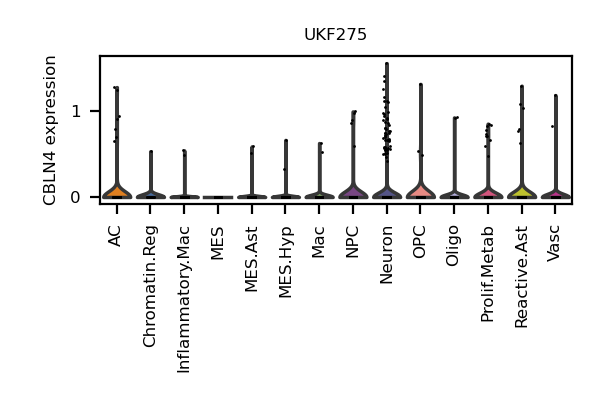 UKF275
CBLN4 expression
1
0
AC
Chromatin.Reg
Inflammatory.Mac
MES
MES.Ast
MES.Hyp
Mac
NPC
Neuron
OPC
Oligo
Prolif.Metab
Reactive.Ast
Vasc